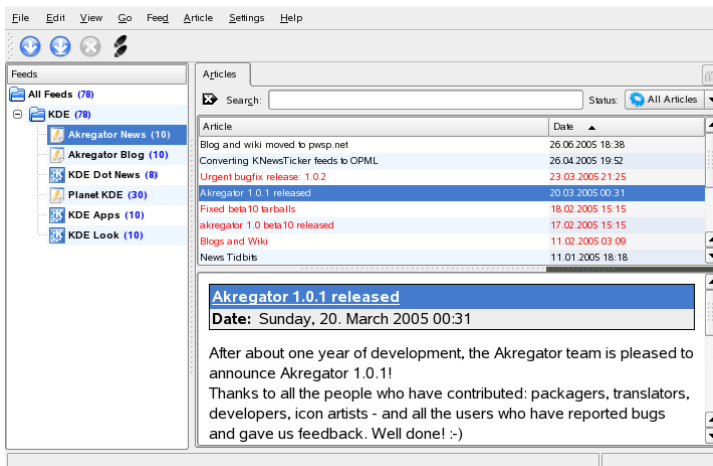 File Edit View Go Feed Article Settings Help
Feeds
All Feeds (78)
KDE (78)
Akregator News (10)
Akregator Blog (10)
KDE Dot News (8)
Planet KDE (30)
KDE Apps (10)
KDE Look (10)
Articles
Search: Status: All Articles
Article Date
Blog and wiki moved to pwsp.net 26.06.2005 18:38
Converting KNewsTicker feeds to OPML 26.04.2005 19:52
Urgent bugfix release: 1.0.2 23.03.2005 21:25
Akregator 1.0.1 released 20.03.2005 00:31
Fixed beta10 tarballs 18.02.2005 15:15
akregator 1.0 beta10 released 17.02.2005 15:15
Blogs and Wiki 11.02.2005 03:09
News Tidbits 11.01.2005 18:18
Akregator 1.0.1 released
Date: Sunday, 20. March 2005 00:31
After about one year of development, the Akregator team is pleased to
announce Akregator 1.0.1!
Thanks to all the people who have contributed: packagers, translators,
developers, icon artists - and all the users who have reported bugs
and gave us feedback. Well done! :-)